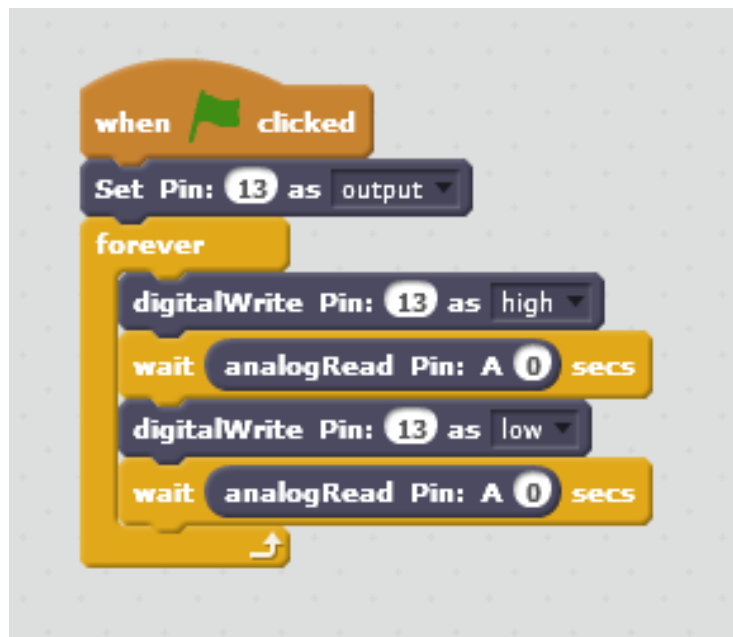 when clicked
Set Pin: 13 as output
forever
digitalWrite Pin: 13 as high
wait analogRead Pin: A 0 secs
digitalWrite Pin: 13 as low
wait analogRead Pin: A 0 secs